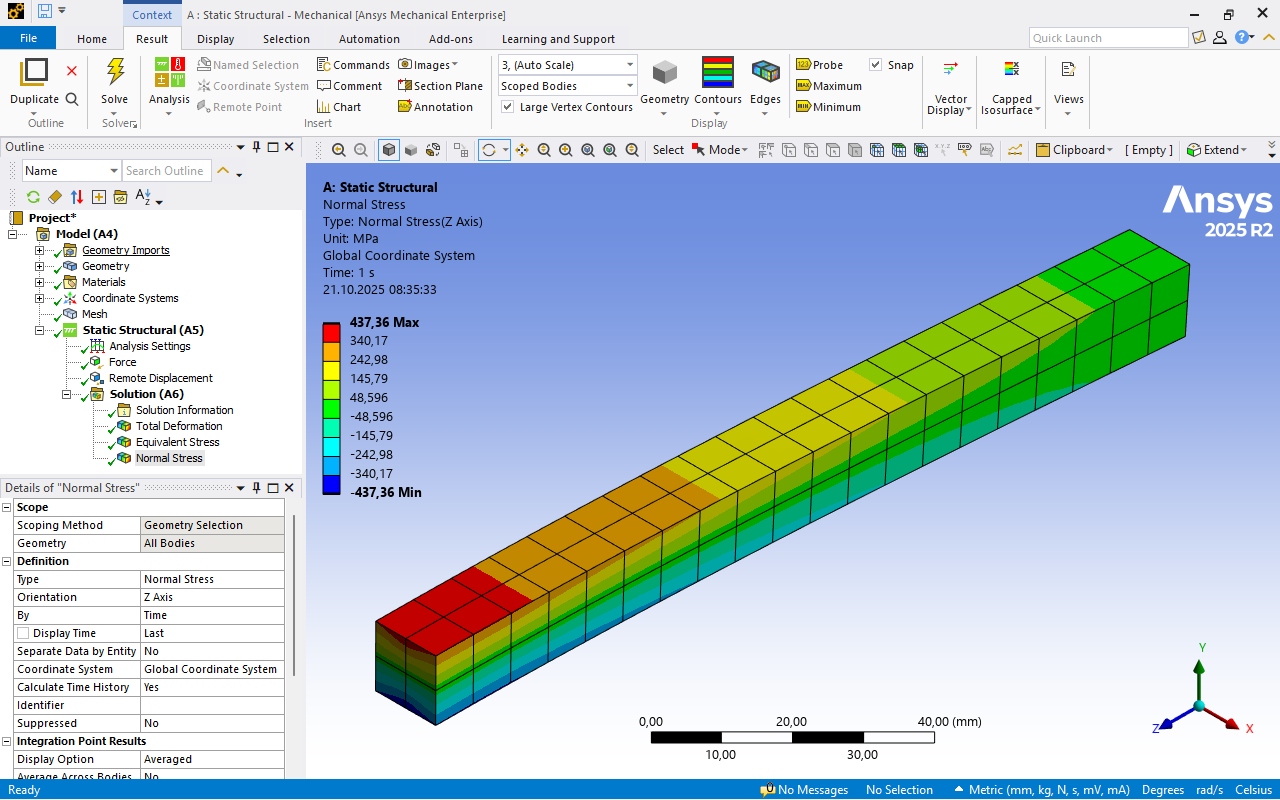 Context A : Static Structural - Mechanical [Ansys Mechanical Enterprise]
File Home Result Display Selection Automation Add-ons Learning and Support Quick Launch
Named Selection Commands Images 3, (Auto Scale) Probe Snap
Coordinate System Comment Section Plane Scoped Bodies Maximum
Duplicate Solve Analysis Remote Point Chart Annotation Large Vertex Contours Geometry Contours Edges Minimum Vector Display Capped Isosurface Views
Outline Solver Insert Display
Outline Select Mode Clipboard [ Empty ] Extend
Name Search Outline
Project*
Model (A4)
Geometry Imports
Geometry
Materials
Coordinate Systems
Mesh
Static Structural (A5)
Analysis Settings
Force
Remote Displacement
Solution (A6)
Solution Information
Total Deformation
Equivalent Stress
Normal Stress
Details of "Normal Stress"
Scope
Scoping Method Geometry Selection
Geometry All Bodies
Definition
Type Normal Stress
Orientation Z Axis
By Time
Display Time Last
Separate Data by Entity No
Coordinate System Global Coordinate System
Calculate Time History Yes
Identifier
Suppressed No
Integration Point Results
Display Option Averaged
Average Across Bodies No
A: Static Structural
Normal Stress
Type: Normal Stress(Z Axis)
Unit: MPa
Global Coordinate System
Time: 1 s
21.10.2025 08:35:33
437,36 Max
340,17
242,98
145,79
48,596
-48,596
-145,79
-242,98
-340,17
-437,36 Min
Ansys
2025 R2
0,00 20,00 40,00 (mm)
10,00 30,00
Y
Z X
Ready No Messages No Selection Metric (mm, kg, N, s, mV, mA) Degrees rad/s Celsius